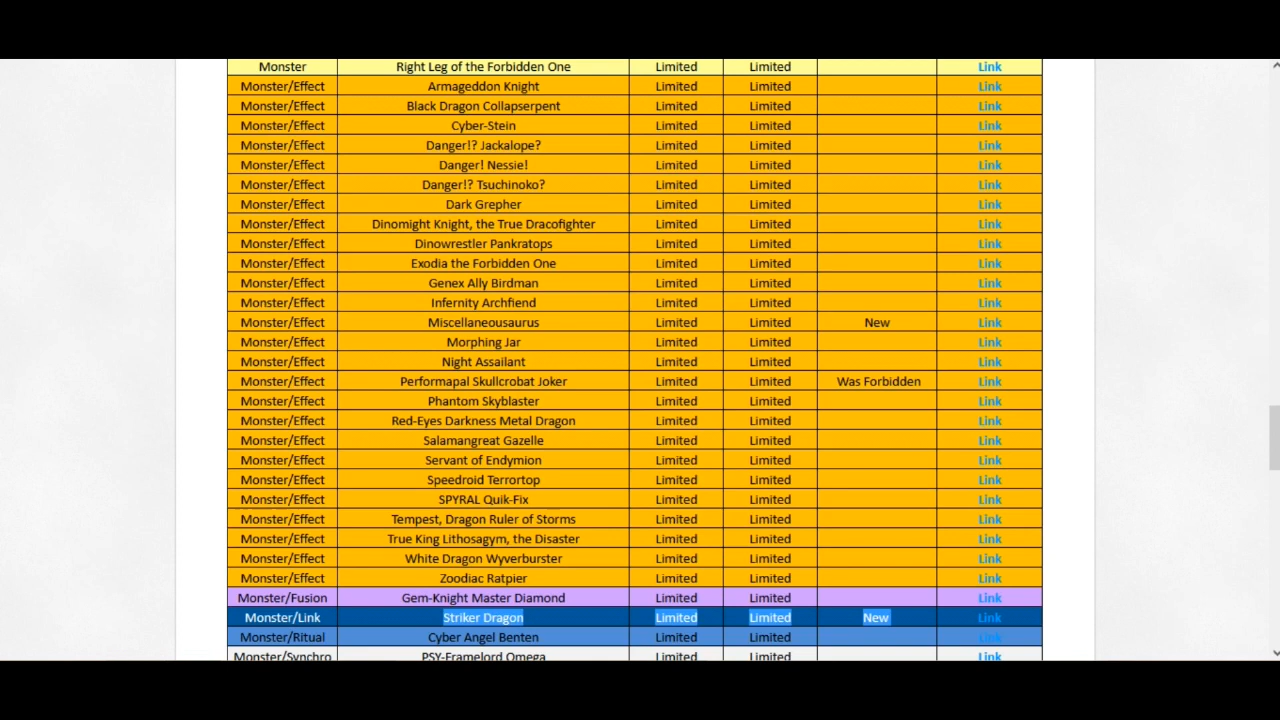 Monster Right Leg of the Forbidden One Limited Limited Link
Monster/Effect Armageddon Knight Limited Limited Link
Monster/Effect Black Dragon Collapserpent Limited Limited Link
Monster/Effect Cyber-Stein Limited Limited Link
Monster/Effect Danger!? Jackalope? Limited Limited Link
Monster/Effect Danger! Nessie! Limited Limited Link
Monster/Effect Danger!? Tsuchinoko? Limited Limited Link
Monster/Effect Dark Grepher Limited Limited Link
Monster/Effect Dinomight Knight, the True Dracofighter Limited Limited Link
Monster/Effect Dinowrestler Pankratops Limited Limited Link
Monster/Effect Exodia the Forbidden One Limited Limited Link
Monster/Effect Genex Ally Birdman Limited Limited Link
Monster/Effect Infernity Archfiend Limited Limited Link
Monster/Effect Miscellaneousaurus Limited Limited New Link
Monster/Effect Morphing Jar Limited Limited Link
Monster/Effect Night Assailant Limited Limited Link
Monster/Effect Performapal Skullcrobat Joker Limited Limited Was Forbidden Link
Monster/Effect Phantom Skyblaster Limited Limited Link
Monster/Effect Red-Eyes Darkness Metal Dragon Limited Limited Link
Monster/Effect Salamangreat Gazelle Limited Limited Link
Monster/Effect Servant of Endymion Limited Limited Link
Monster/Effect Speedroid Terrortop Limited Limited Link
Monster/Effect SPYRAL Quik-Fix Limited Limited Link
Monster/Effect Tempest, Dragon Ruler of Storms Limited Limited Link
Monster/Effect True King Lithosagym, the Disaster Limited Limited Link
Monster/Effect White Dragon Wyverburster Limited Limited Link
Monster/Effect Zoodiac Ratpier Limited Limited Link
Monster/Fusion Gem-Knight Master Diamond Limited Limited Link
Monster/Link Striker Dragon Limited Limited New Link
Monster/Ritual Cyber Angel Benten Limited Limited Link
Monster/Synchro PSY-Framelord Omega Limited Limited Link